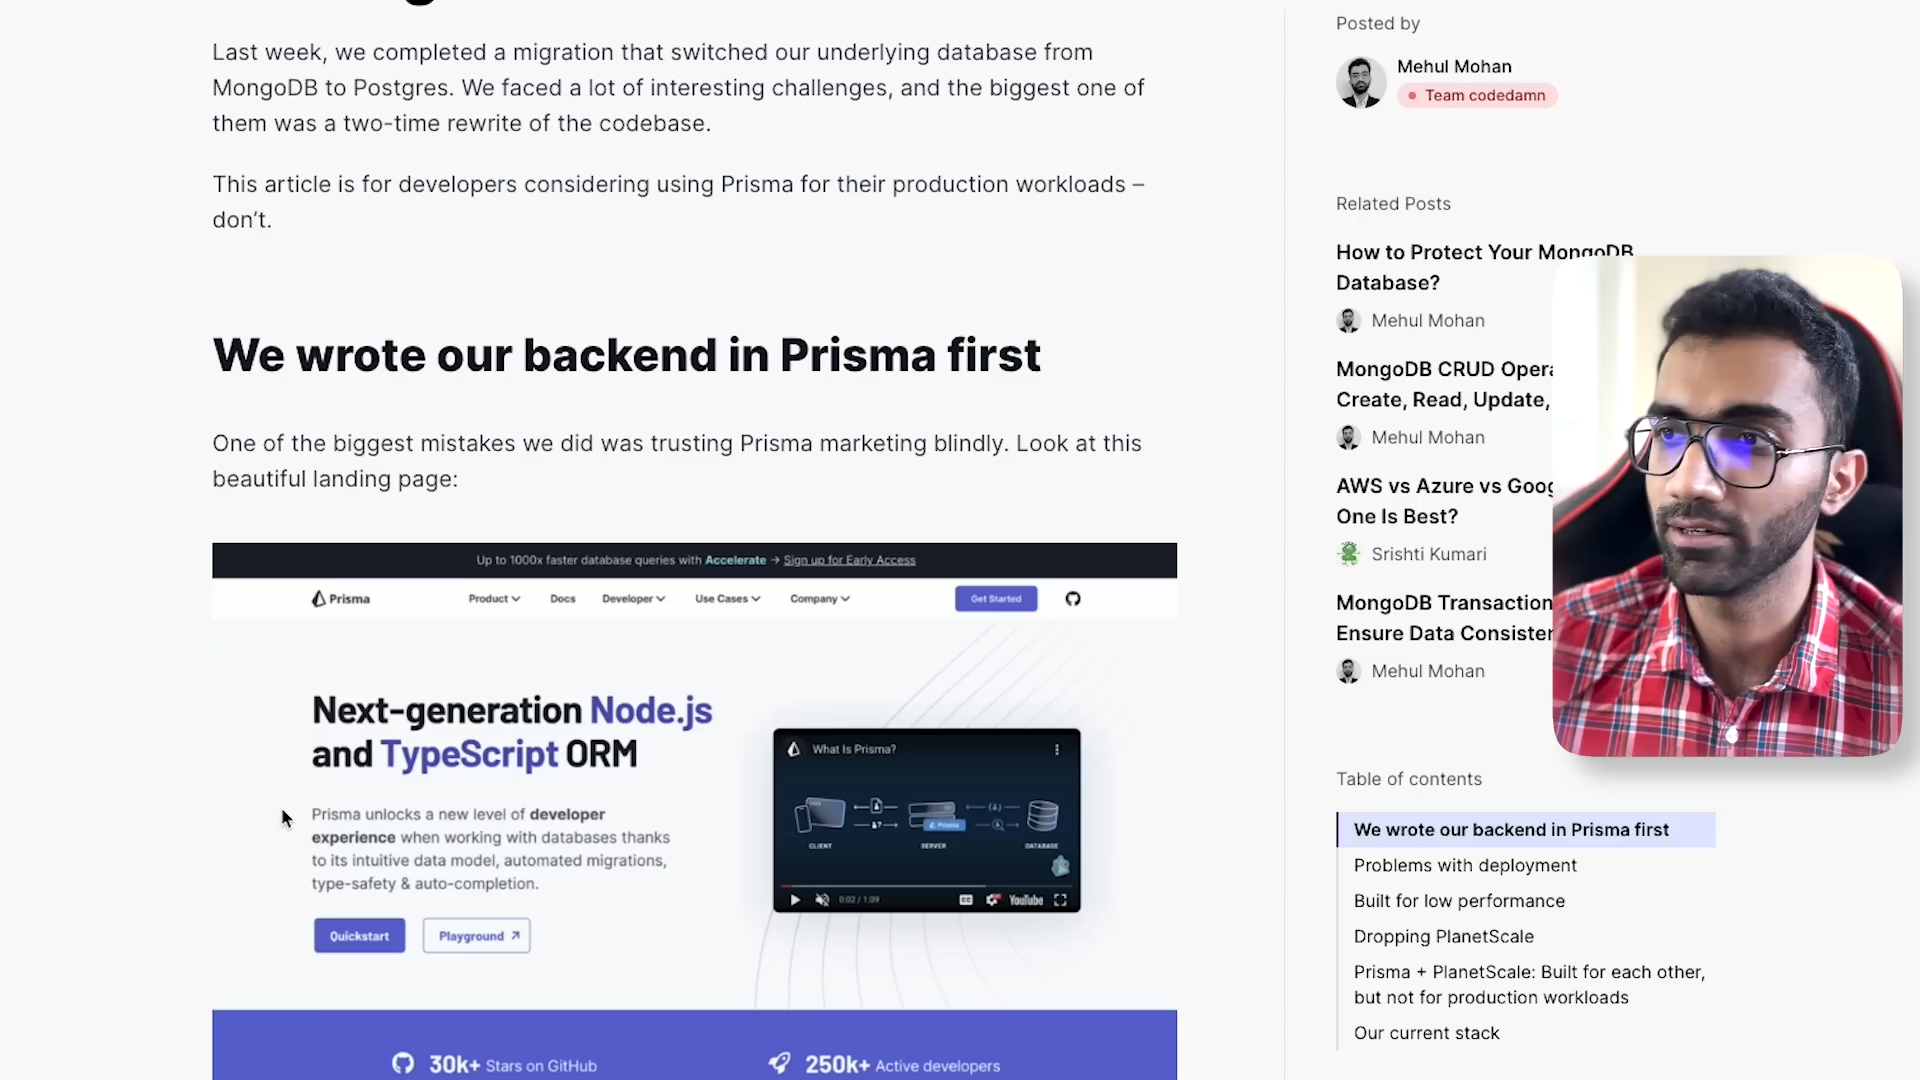 Last week, we completed a migration that switched our underlying database from
MongoDB to Postgres. We faced a lot of interesting challenges, and the biggest one of
them was a two-time rewrite of the codebase.
This article is for developers considering using Prisma for their production workloads –
don’t.
We wrote our backend in Prisma first
One of the biggest mistakes we did was trusting Prisma marketing blindly. Look at this
beautiful landing page:
Up to 1000x faster database queries with Accelerate → Sign up for Early Access
Prisma
Product
Docs
Developer
Use Cases
Company
Get Started
Next-generation Node.js
and TypeScript ORM
Prisma unlocks a new level of developer
experience when working with databases thanks
to its intuitive data model, automated migrations,
type-safety & auto-completion.
Quickstart
Playground ↗
What Is Prisma?
Prisma
CLIENT
SERVER
DATABASE
0:02 / 1:09
CC
YouTube
30k+ Stars on GitHub
250k+ Active developers
Posted by
Mehul Mohan
Team codedamn
Related Posts
How to Protect Your MongoDB
Database?
Mehul Mohan
MongoDB CRUD Opera
Create, Read, Update,
Mehul Mohan
AWS vs Azure vs Goog
One Is Best?
Srishti Kumari
MongoDB Transaction
Ensure Data Consister
Mehul Mohan
Table of contents
We wrote our backend in Prisma first
Problems with deployment
Built for low performance
Dropping PlanetScale
Prisma + PlanetScale: Built for each other,
but not for production workloads
Our current stack